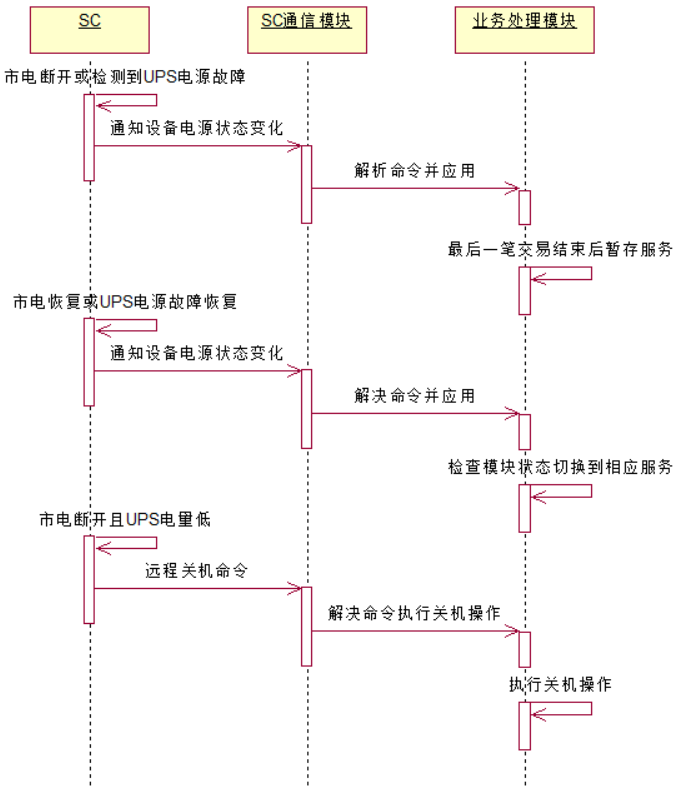 SC
SC通信模块
业务处理模块
市电断开或检测到UPS电源故障
通知设备电源状态变化
解析命令并应用
最后一笔交易结束后暂存服务
市电恢复或UPS电源故障恢复
通知设备电源状态变化
解决命令并应用
检查模块状态切换到相应服务
市电断开且UPS电量低
远程关机命令
解决命令执行关机操作
执行关机操作